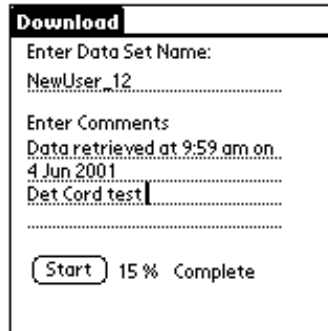 Download
Enter Data Set Name:
NewUser_12
Enter Comments
Data retrieved at 9:59 am on
4 Jun 2001
Det Cord test
Start 15 % Complete